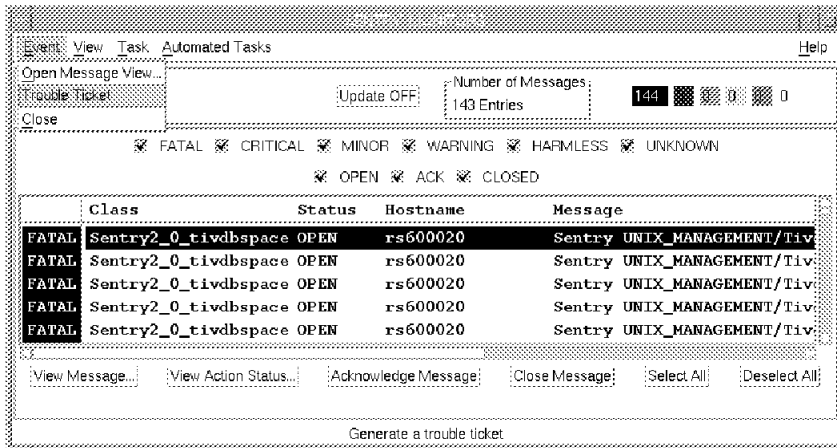 Event View Task Automated Tasks Help
Open Message View...
Trouble Ticket
Close
Update OFF
Number of Messages
143 Entries
144 0 0 0
FATAL CRITICAL MINOR WARNING HARMLESS UNKNOWN
OPEN ACK CLOSED
Class Status Hostname Message
FATAL Sentry2_0_tivdbspace OPEN rs600020 Sentry UNIX_MANAGEMENT/Tiv
FATAL Sentry2_0_tivdbspace OPEN rs600020 Sentry UNIX_MANAGEMENT/Tiv
FATAL Sentry2_0_tivdbspace OPEN rs600020 Sentry UNIX_MANAGEMENT/Tiv
FATAL Sentry2_0_tivdbspace OPEN rs600020 Sentry UNIX_MANAGEMENT/Tiv
FATAL Sentry2_0_tivdbspace OPEN rs600020 Sentry UNIX_MANAGEMENT/Tiv
View Message... View Action Status... Acknowledge Message Close Message Select All Deselect All
Generate a trouble ticket